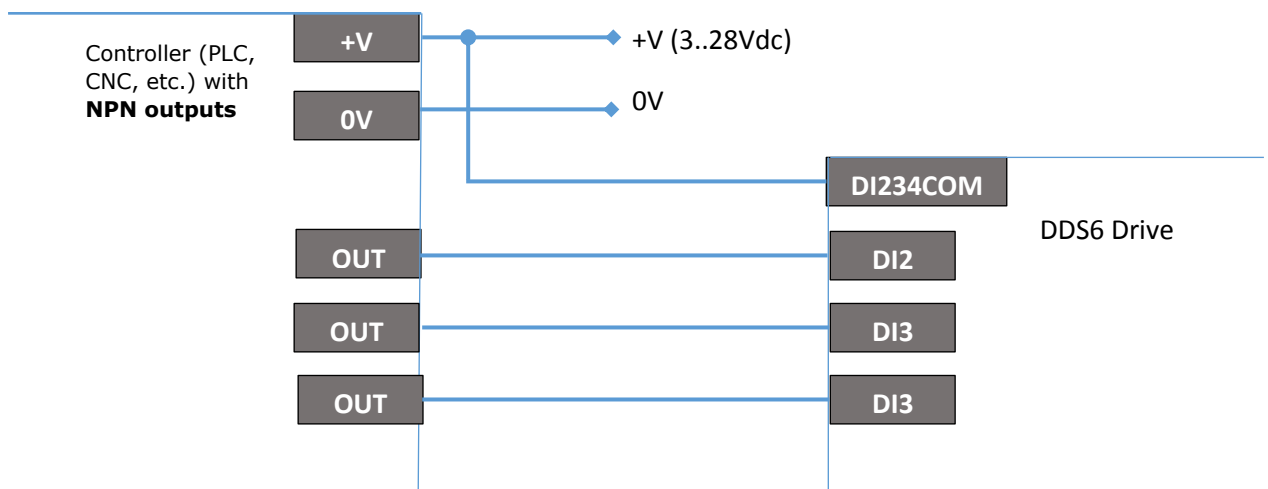 Controller (PLC,
CNC, etc.) with
NPN outputs
+V
+V (3..28Vdc)
0V
0V
DI234COM
DDS6 Drive
OUT
DI2
OUT
DI3
OUT
DI3